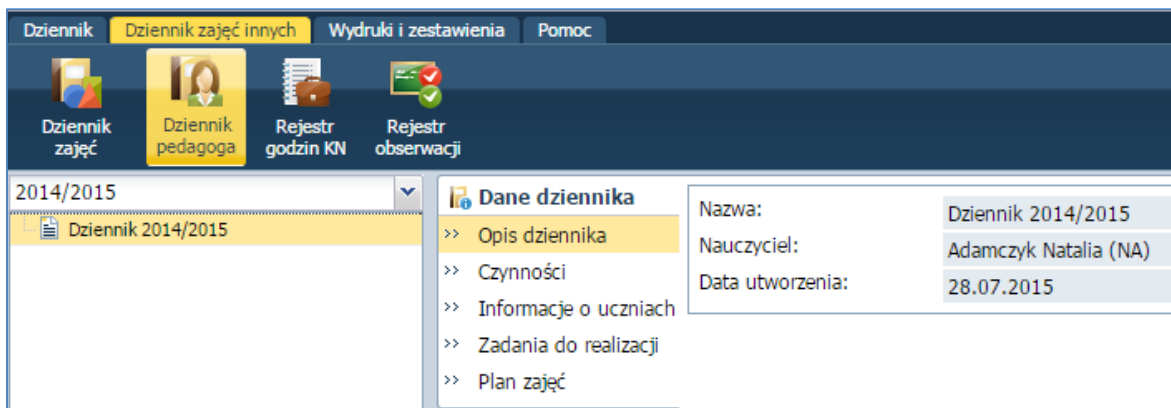 Dziennik Dziennik zajęć innych Wydruki i zestawienia Pomoc
Dziennik zajęć
Dziennik pedagoga
Rejestr godzin KN
Rejestr obserwacji
2014/2015
Dziennik 2014/2015
Dane dziennika
>> Opis dziennika
>> Czynności
>> Informacje o uczniach
>> Zadania do realizacji
>> Plan zajęć
Nazwa: Dziennik 2014/2015
Nauczyciel: Adamczyk Natalia (NA)
Data utworzenia: 28.07.2015